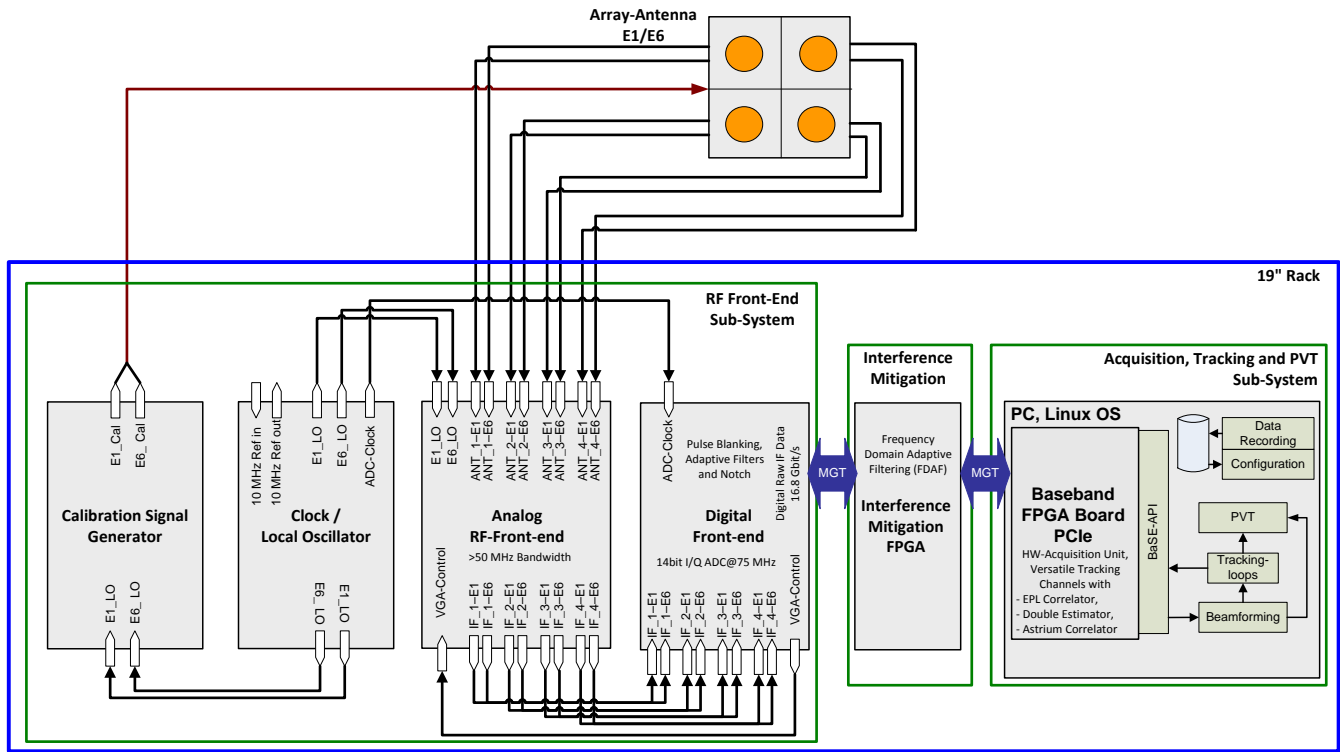 Array-Antenna
E1/E6
19" Rack
RF Front-End
Sub-System
Interference
Mitigation
Acquisition, Tracking and PVT
Sub-System
E1_Cal
E6_Cal
Calibration Signal
Generator
E1_LO
E6_ LO
10 MHz Ref in
10 MHz Ref out
E1_LO
E6_ LO
ADC-Clock
Clock /
Local Oscillator
E6_ LO
E1_LO
E1_LO
E6_LO
ANT_1–E1
ANT_1–E6
ANT_2–E1
ANT_2–E6
ANT_3–E1
ANT_3–E6
ANT_4–E1
ANT_4–E6
Analog
RF-Front-end
>50 MHz Bandwidth
VGA-Control
IF_1–E1
IF_1–E6
IF_2–E1
IF_2–E6
IF_3–E1
IF_3–E6
IF_4–E1
IF_4–E6
ADC-Clock
Pulse Blanking,
Adaptive Filters
and Notch
Digital Raw IF Data
16.8 Gbit/s
Digital
Front-end
14bit I/Q ADC@75 MHz
IF_1–E1
IF_1–E6
IF_2–E1
IF_2–E6
IF_3–E1
IF_3–E6
IF_4–E1
IF_4–E6
VGA-Control
MGT
Frequency
Domain Adaptive
Filtering (FDAF)
Interference
Mitigation
FPGA
MGT
PC, Linux OS
Baseband
FPGA Board
PCIe
HW-Acquisition Unit,
Versatile Tracking
Channels with
- EPL Correlator,
- Double Estimator,
- Astrium Correlator
BaSE-API
Data
Recording
Configuration
PVT
Tracking-
loops
Beamforming